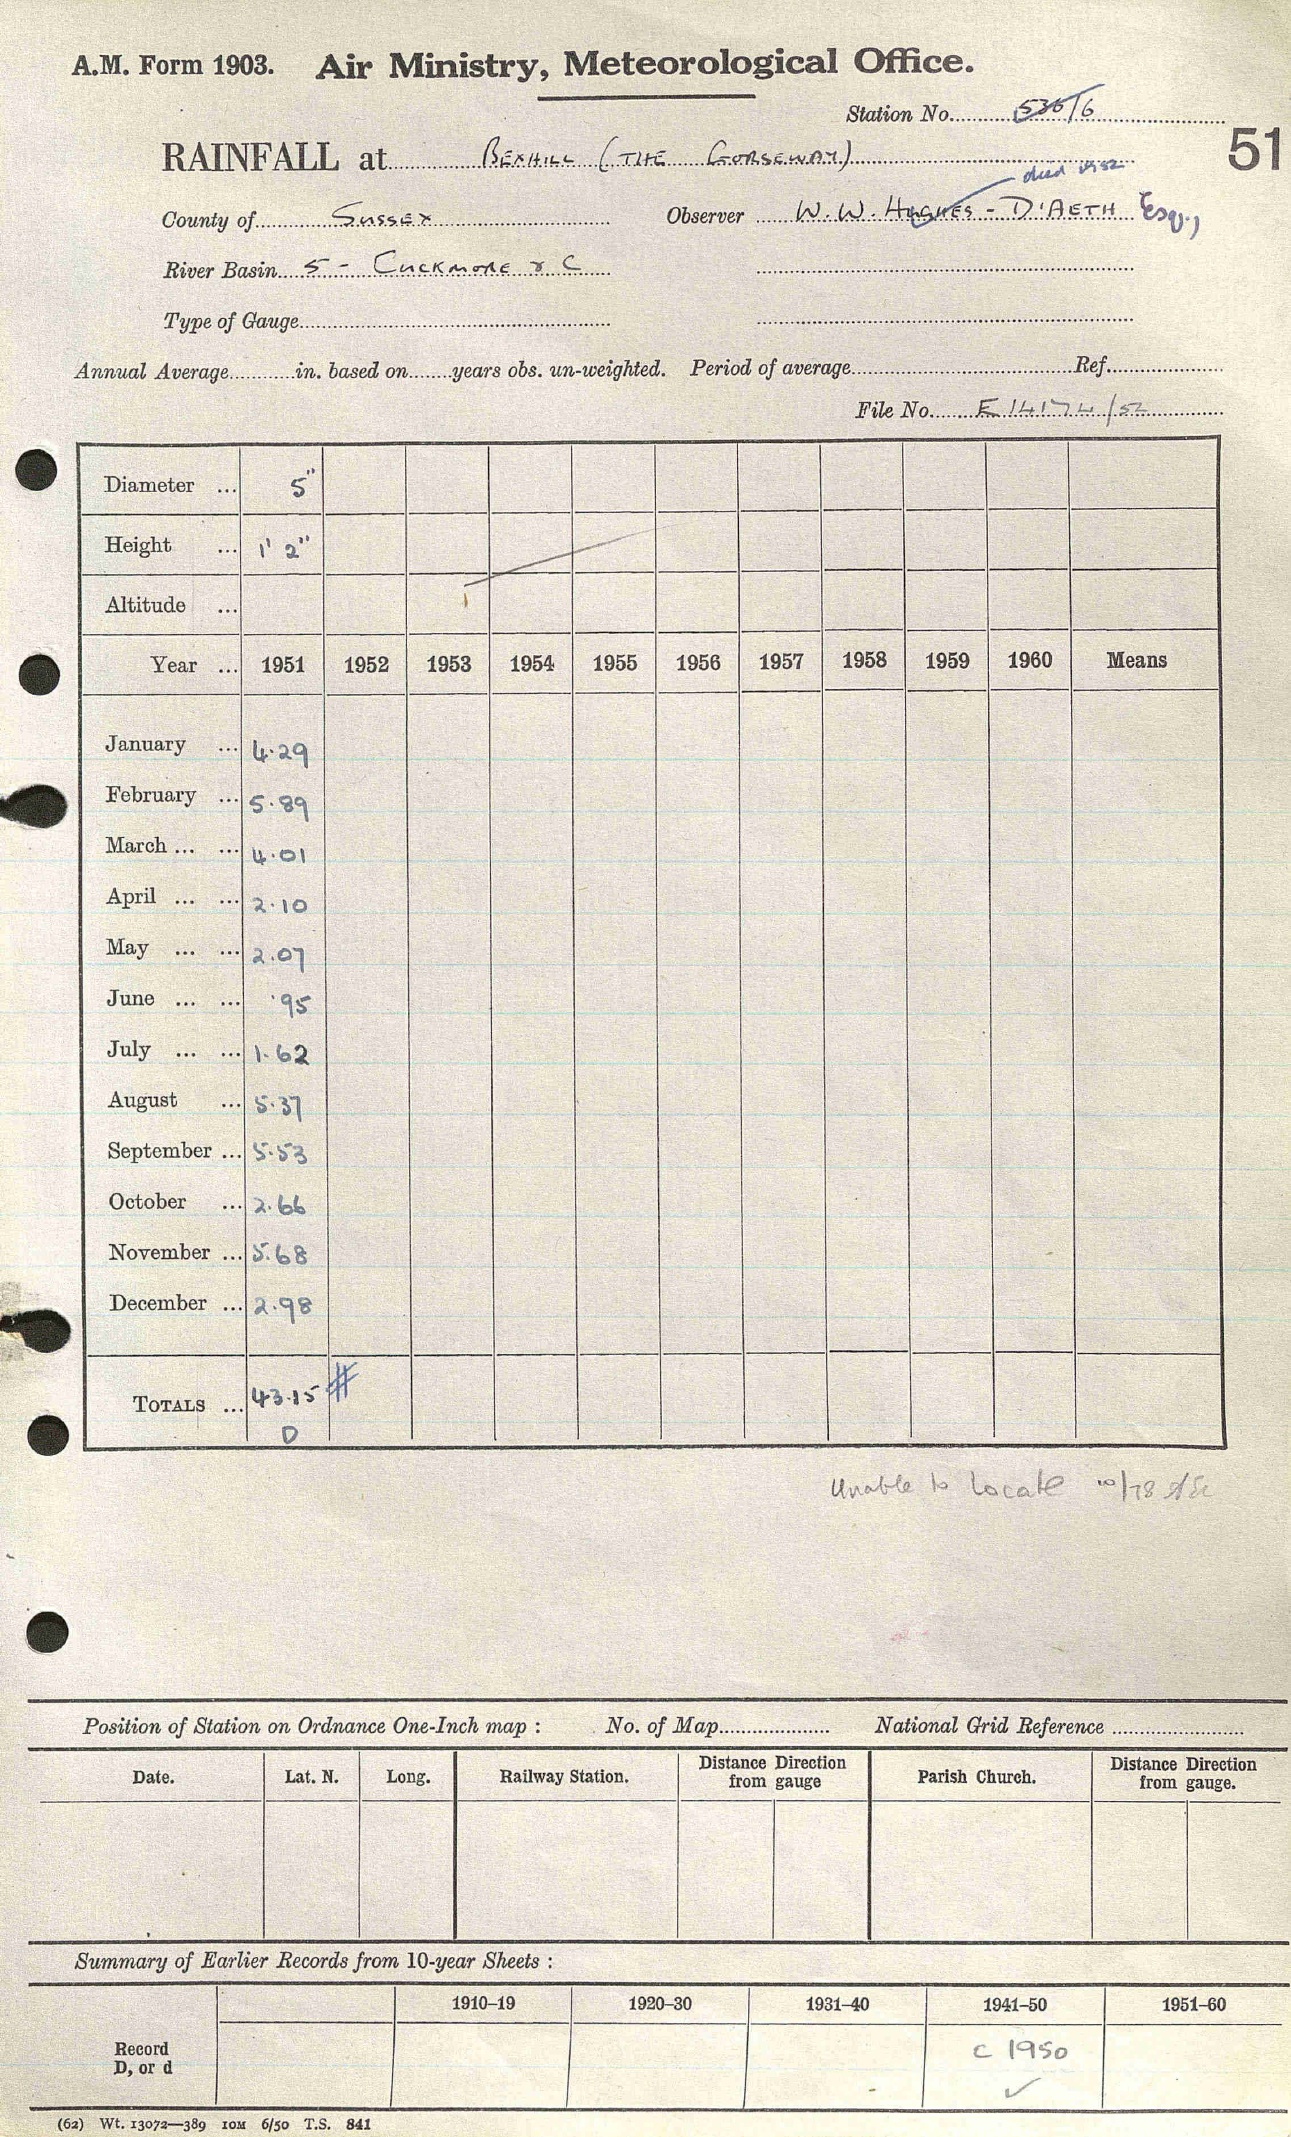 A.M. Form 1903. Air Ministry, Meteorological Office.
Station No. 536/6
51
RAINFALL at BEXHILL (THE GORSEWAY)
died 1952
County of SUSSEX Observer W. W. HUGHES - D'AETH Esq.,
River Basin 5 - CUCKMORE & C
Type of Gauge
Annual Average in. based on years obs. un-weighted. Period of average Ref.
File No. E 14174/52
Diameter ... 5"
Height ... 1' 2"
Altitude ...
Year ... 1951 1952 1953 1954 1955 1956 1957 1958 1959 1960 Means
January ... 4.29
February ... 5.89
March ... ... 4.01
April ... ... 2.10
May ... ... 2.07
June ... ... .95
July ... ... 1.62
August ... 5.37
September ... 5.53
October ... 2.66
November ... 5.68
December ... 2.98
TOTALS ... 43.15 #
D
Unable to Locate 10/78
Position of Station on Ordnance One-Inch map : No. of Map National Grid Reference
Date. Lat. N. Long. Railway Station. Distance Direction from gauge Parish Church. Distance Direction from gauge.
Summary of Earlier Records from 10-year Sheets :
1910–19 1920–30 1931–40 1941–50 1951–60
Record D, or d c 1950 ✓
(62) Wt. 13072—389 10M 6/50 T.S. 841